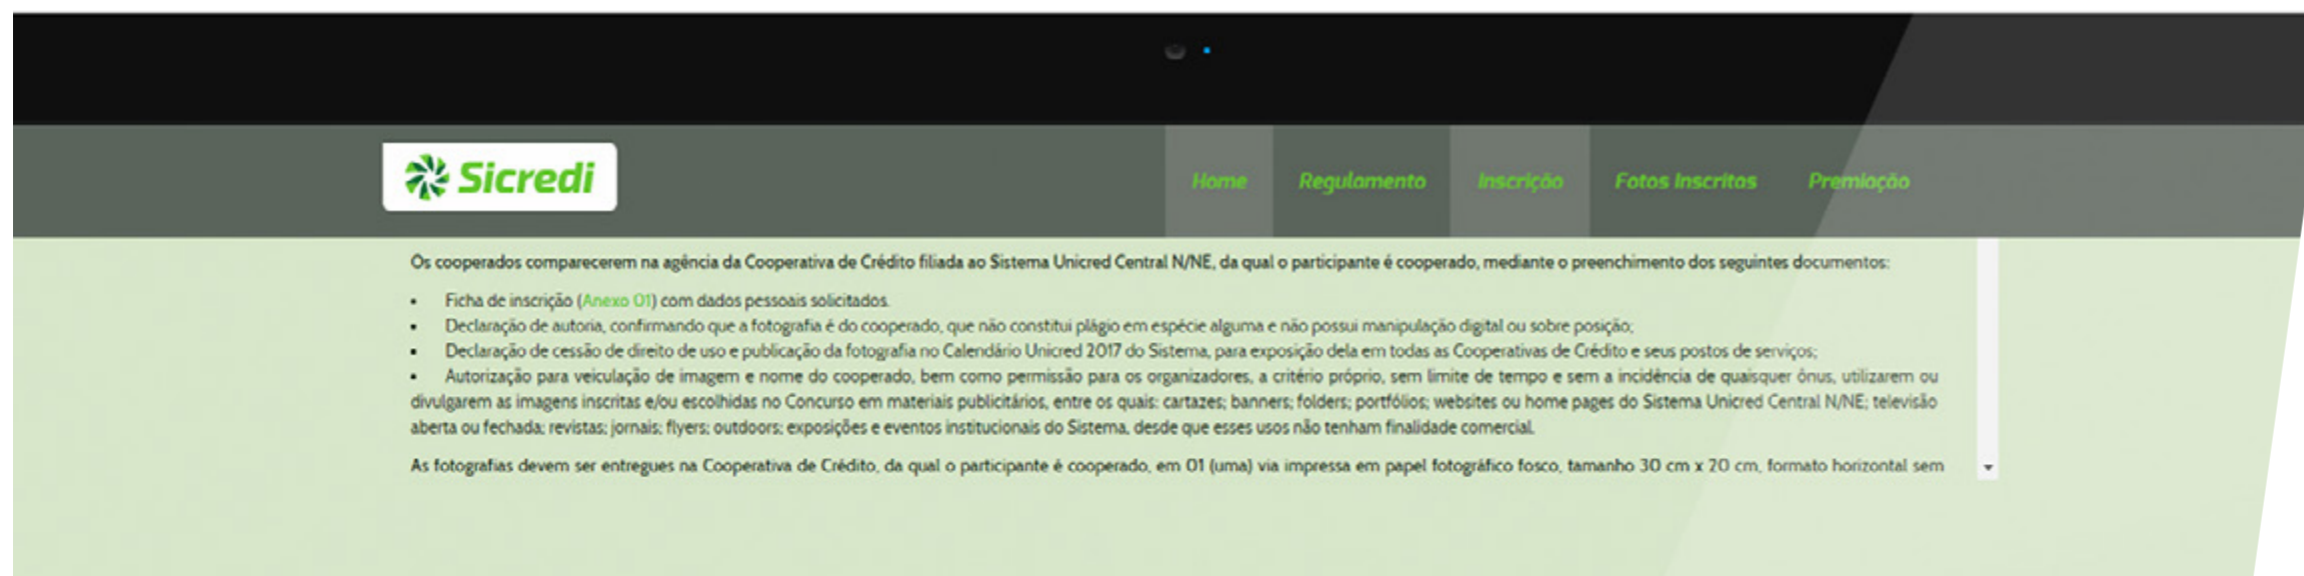 Sicredi
Home Regulamento Inscrição Fotos Inscritas Premiação
Os cooperados comparecerem na agência da Cooperativa de Crédito filiada ao Sistema Unicred Central N/NE, da qual o participante é cooperado, mediante o preenchimento dos seguintes documentos:
▪ Ficha de inscrição (Anexo 01) com dados pessoais solicitados.
▪ Declaração de autoria, confirmando que a fotografia é do cooperado, que não constitui plágio em espécie alguma e não possui manipulação digital ou sobre posição;
▪ Declaração de cessão de direito de uso e publicação da fotografia no Calendário Unicred 2017 do Sistema, para exposição dela em todas as Cooperativas de Crédito e seus postos de serviços;
▪ Autorização para veiculação de imagem e nome do cooperado, bem como permissão para os organizadores, a critério próprio, sem limite de tempo e sem a incidência de quaisquer ônus, utilizarem ou
divulgarem as imagens inscritas e/ou escolhidas no Concurso em materiais publicitários, entre os quais: cartazes; banners; folders; portfólios; websites ou home pages do Sistema Unicred Central N/NE; televisão
aberta ou fechada; revistas; jornais; flyers; outdoors; exposições e eventos institucionais do Sistema, desde que esses usos não tenham finalidade comercial.
As fotografias devem ser entregues na Cooperativa de Crédito, da qual o participante é cooperado, em 01 (uma) via impressa em papel fotográfico fosco, tamanho 30 cm x 20 cm, formato horizontal sem